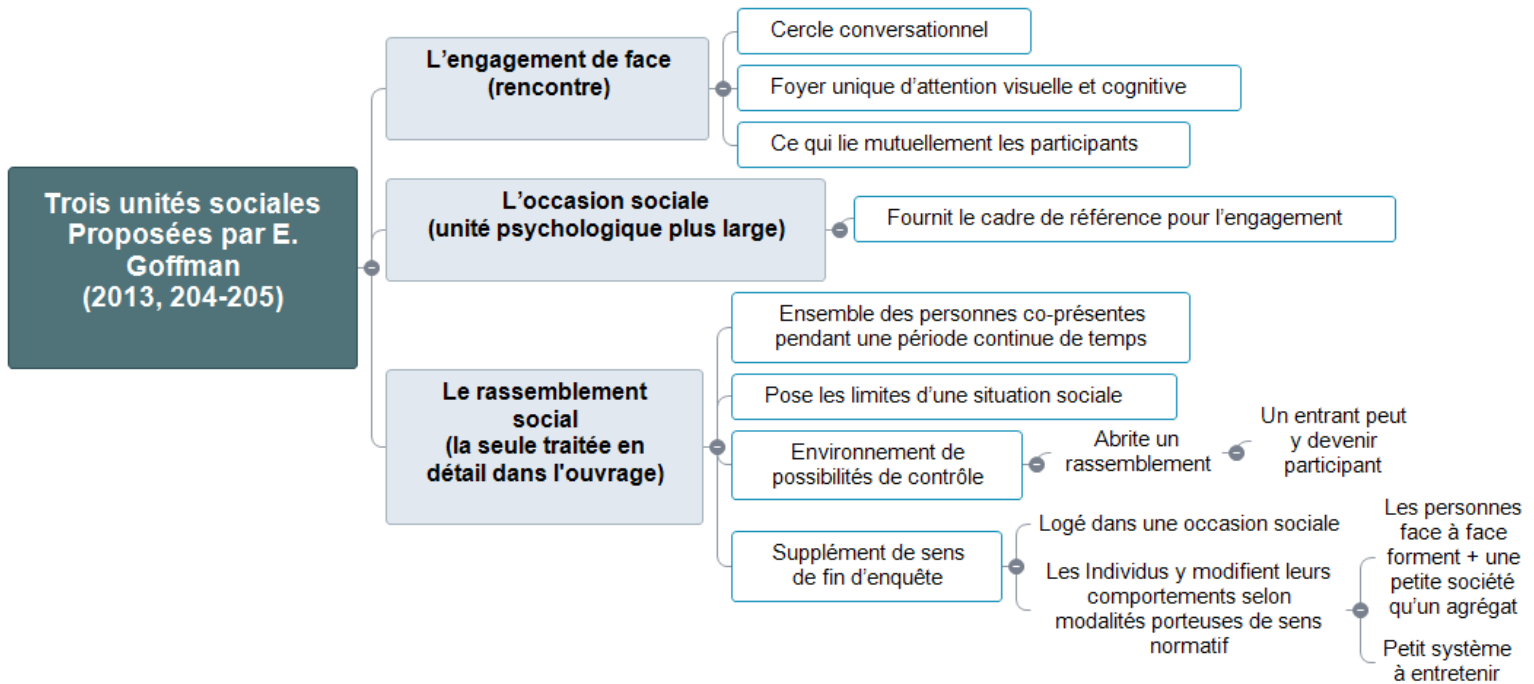 Trois unités sociales
Proposées par E.
Goffman
(2013, 204-205)
L'engagement de face
(rencontre)
Cercle conversationnel
Foyer unique d'attention visuelle et cognitive
Ce qui lie mutuellement les participants
L'occasion sociale
(unité psychologique plus large)
Fournit le cadre de référence pour l'engagement
Le rassemblement
social
(la seule traitée en
détail dans l'ouvrage)
Ensemble des personnes co-présentes
pendant une période continue de temps
Pose les limites d'une situation sociale
Environnement de
possibilités de contrôle
Abrite un
rassemblement
Un entrant peut
y devenir
participant
Supplément de sens
de fin d'enquête
Logé dans une occasion sociale
Les Individus y modifient leurs
comportements selon
modalités porteuses de sens
normatif
Les personnes
face à face
forment + une
petite société
qu'un agrégat
Petit système
à entretenir